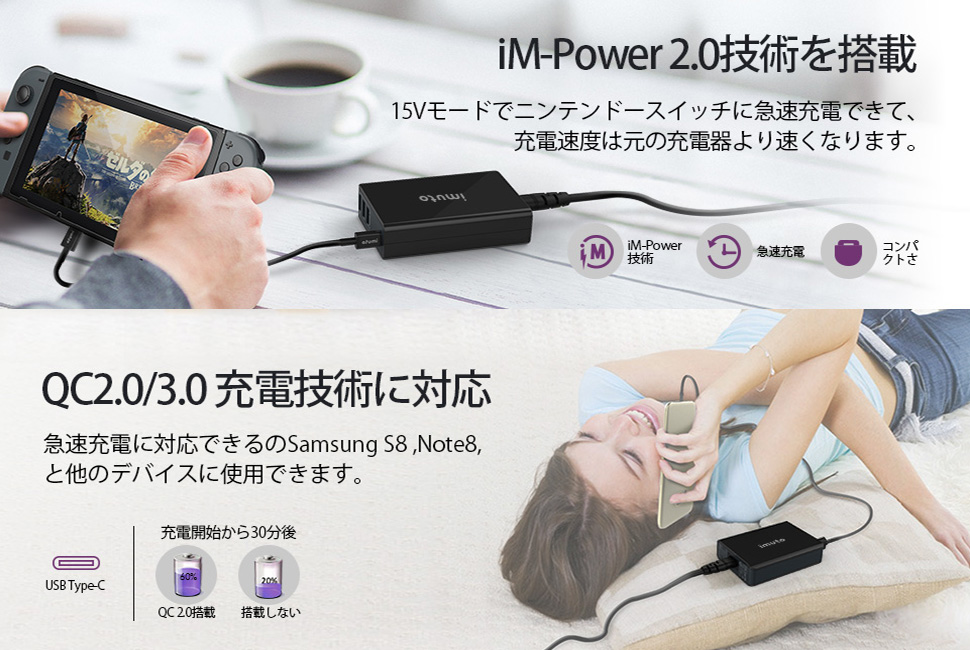 iM-Power 2.0技術を搭載
15Vモードでニンテンドースイッチに急速充電できて、
充電速度は元の充電器より速くなります。
ゼルダの
imuto
imuto
iM
iM-Power
技術
急速充電
コンパ
クトさ
QC2.0/3.0 充電技術に対応
急速充電に対応できるのSamsung S8 ,Note8,
と他のデバイスに使用できます。
充電開始から30分後
60%
20%
USB Type-C
QC 2.0搭載
搭載しない
imuto